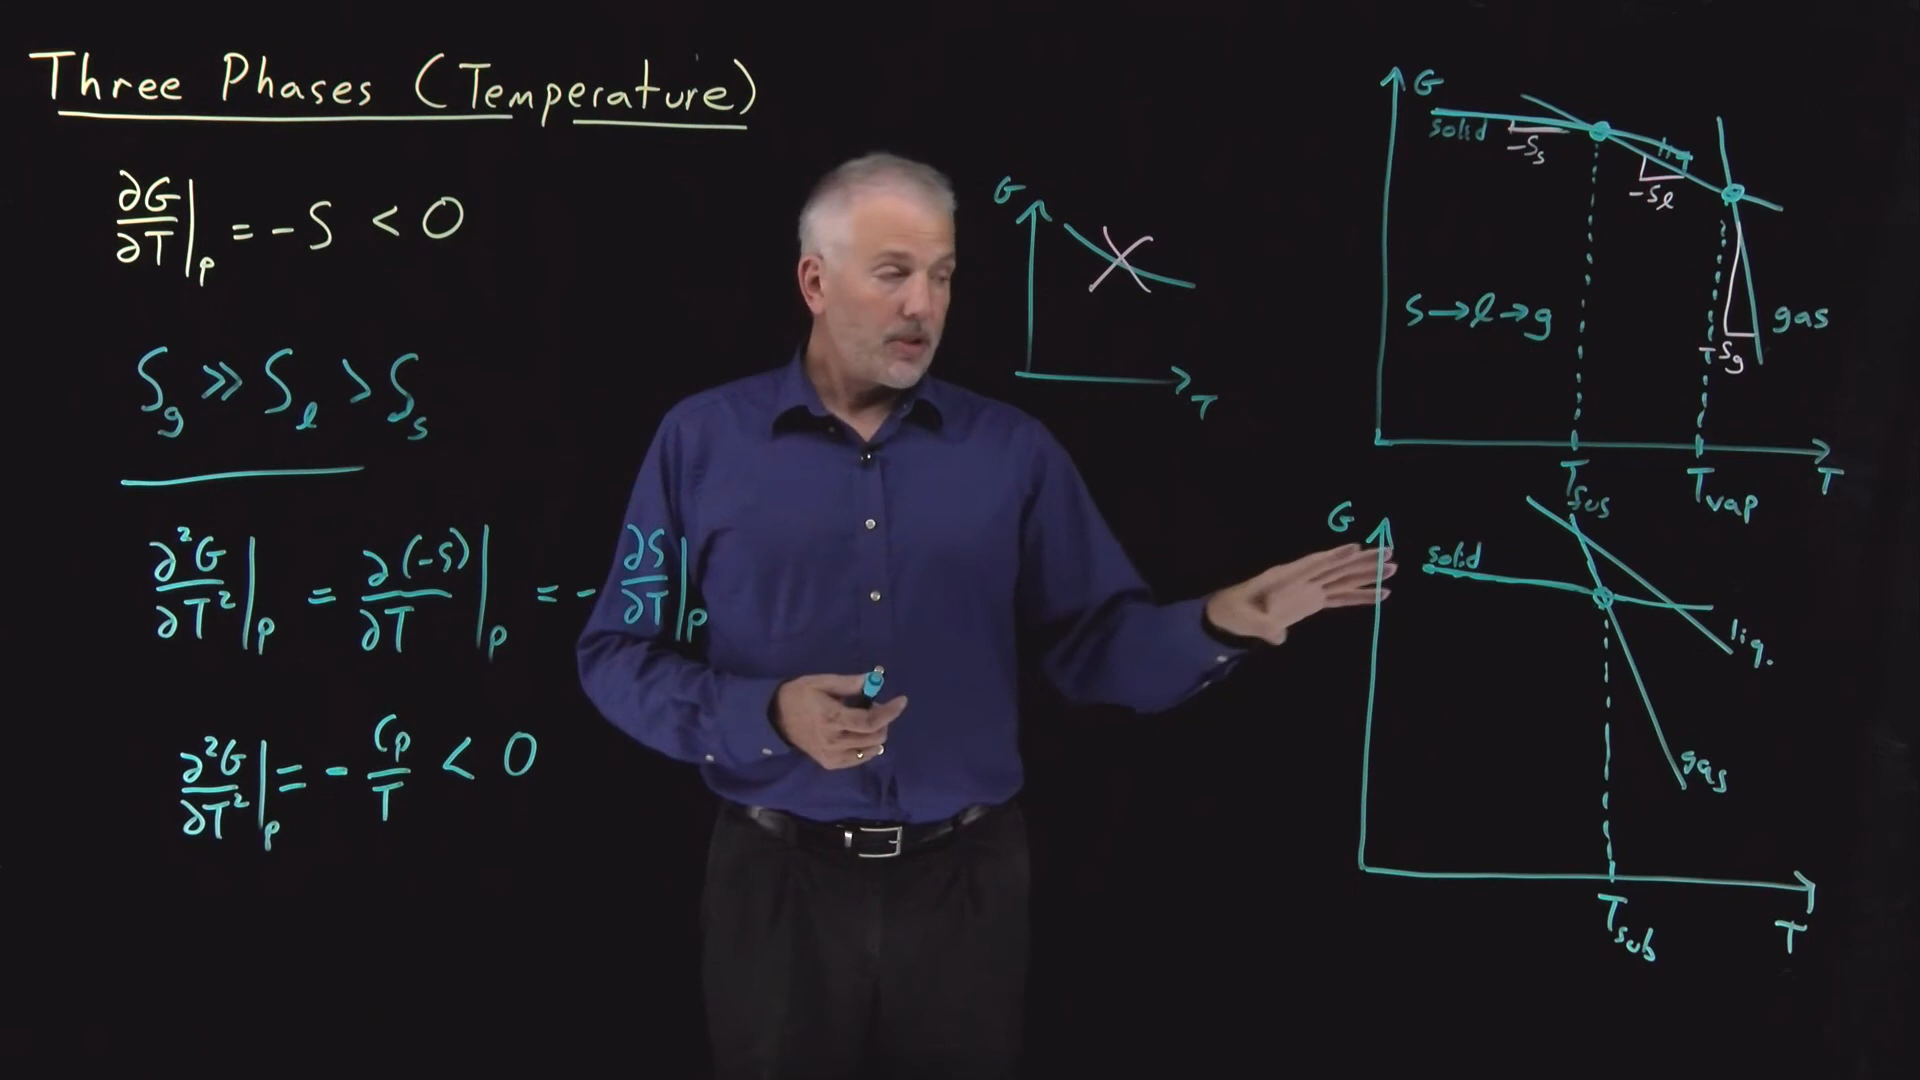 Three Phases (Temperature)
∂G/∂T|p = -S < 0
Sg ≫ Sℓ > Ss
∂²G/∂T²|p = ∂(-S)/∂T|p = - ∂S/∂T|p
∂²G/∂T²|p = - Cp/T < 0
G
T
G
solid
-Ss
liq
-Sℓ
S→ℓ→g
gas
Sg
Tfus
Tvap
T
G
solid
liq.
gas
Tsub
T